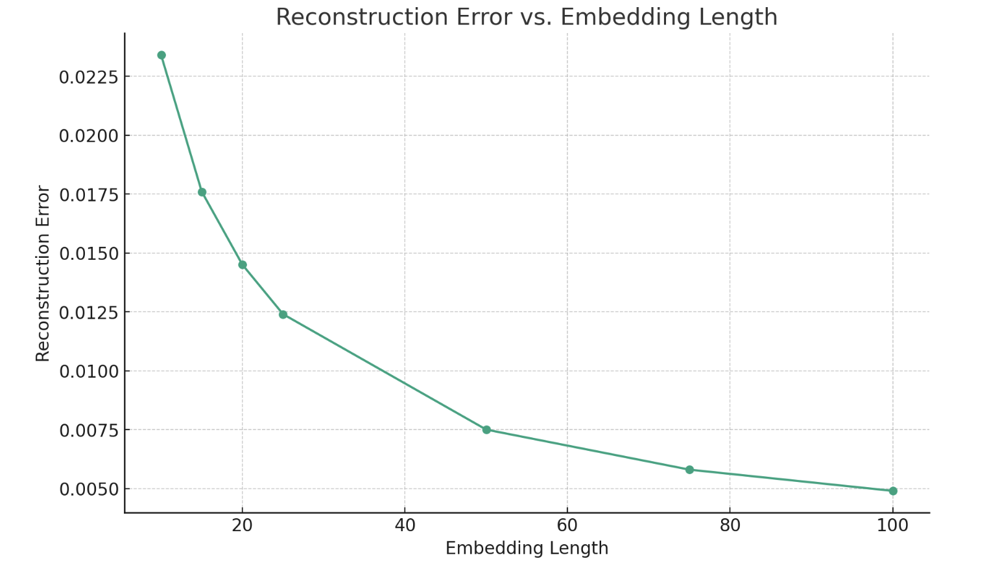 Reconstruction Error vs. Embedding Length
0.0225
0.0200
0.0175
0.0150
0.0125
0.0100
0.0075
0.0050
Reconstruction Error
20 40 60 80 100
Embedding Length